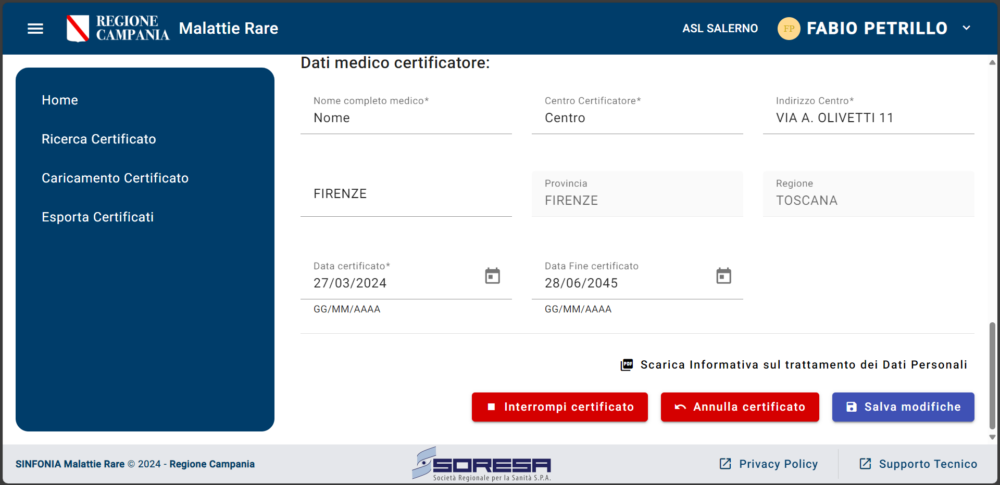 REGIONE
CAMPANIA
Malattie Rare
ASL SALERNO
FP
FABIO PETRILLO
Home
Ricerca Certificato
Caricamento Certificato
Esporta Certificati
Dati medico certificatore:
Nome completo medico*
Nome
Centro Certificatore*
Centro
Indirizzo Centro*
VIA A. OLIVETTI 11
FIRENZE
Provincia
FIRENZE
Regione
TOSCANA
Data certificato*
27/03/2024
GG/MM/AAAA
Data Fine certificato
28/06/2045
GG/MM/AAAA
PDF
Scarica Informativa sul trattamento dei Dati Personali
Interrompi certificato
Annulla certificato
Salva modifiche
SINFONIA Malattie Rare © 2024 - Regione Campania
SORESA
Società Regionale per la Sanità S.P.A.
Privacy Policy
Supporto Tecnico